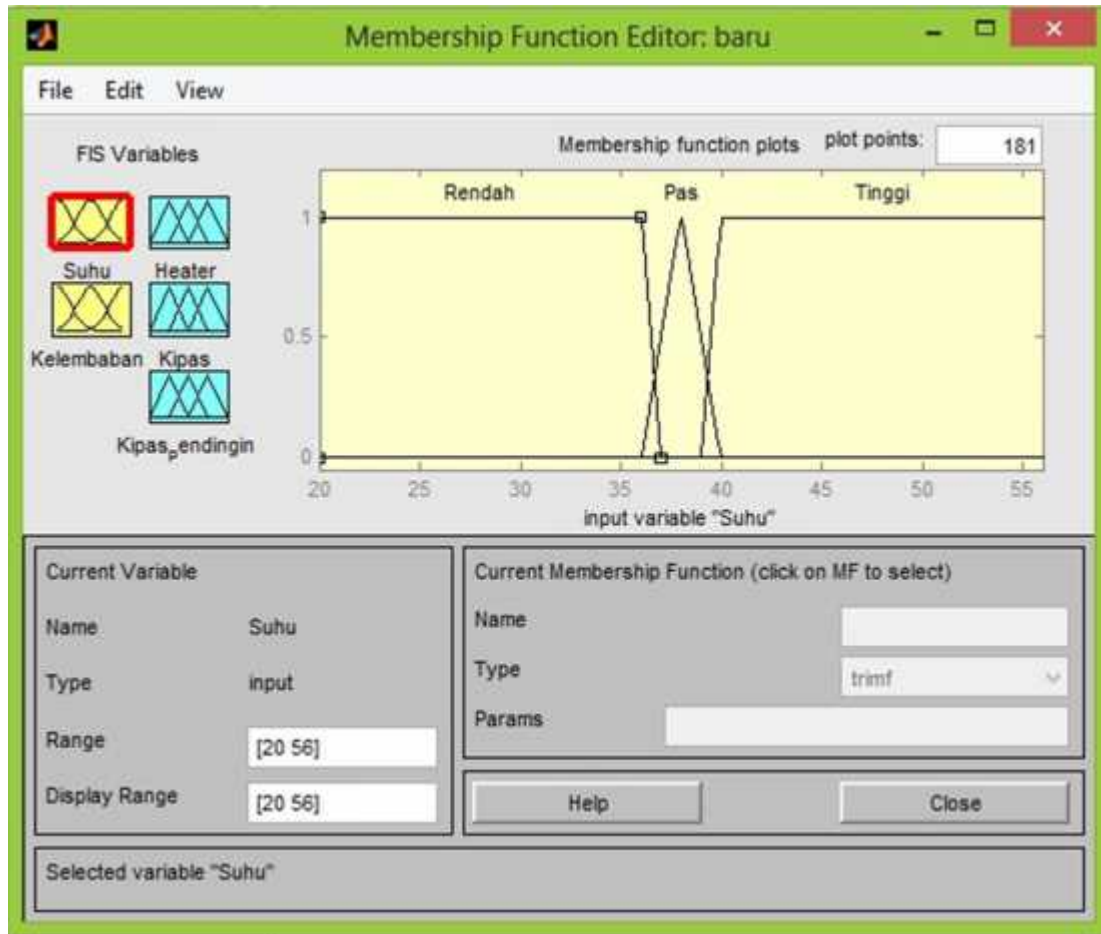 Membership Function Editor: baru
File Edit View
FIS Variables
Membership function plots plot points: 181
Rendah Pas Tinggi
1
0.5
0
20 25 30 35 40 45 50 55
input variable "Suhu"
Suhu Heater
Kelembaban Kipas
Kipas_pendingin
Current Variable
Name Suhu
Type input
Range [20 56]
Display Range [20 56]
Current Membership Function (click on MF to select)
Name
Type trimf
Params
Help Close
Selected variable "Suhu"